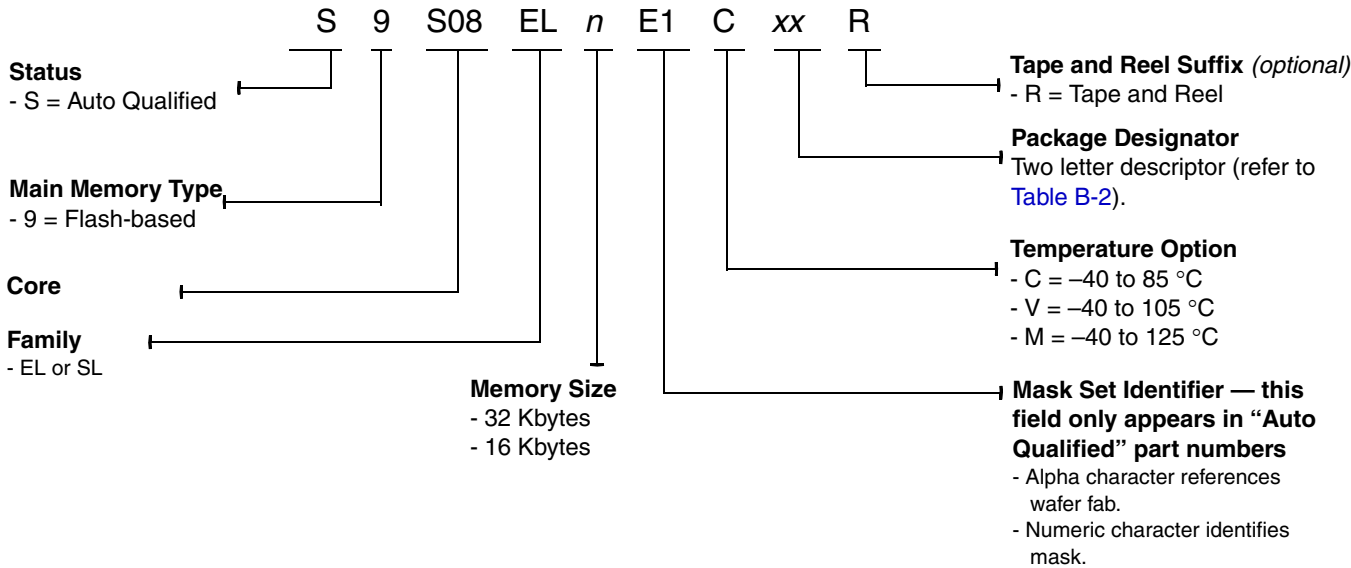 S 9 S08 EL n E1 C xx R
Status
- S = Auto Qualified
Main Memory Type
- 9 = Flash-based
Core
Family
- EL or SL
Memory Size
- 32 Kbytes
- 16 Kbytes
Tape and Reel Suffix (optional)
- R = Tape and Reel
Package Designator
Two letter descriptor (refer to
Table B-2).
Temperature Option
- C = –40 to 85 °C
- V = –40 to 105 °C
- M = –40 to 125 °C
Mask Set Identifier — this
field only appears in “Auto
Qualified” part numbers
- Alpha character references
wafer fab.
- Numeric character identifies
mask.